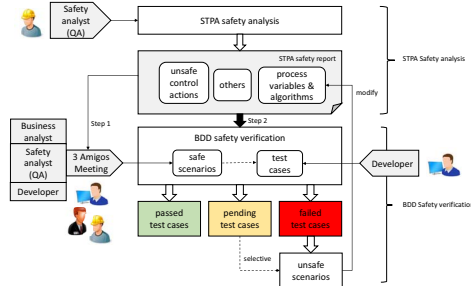 Safety
analyst
(QA)
STPA safety analysis
STPA safety report
unsafe
control
actions
others
process
variables &
algorithms
STPA Safety analysis
modify
Step 1
Step 2
Business
analyst
Safety
analyst
(QA)
Developer
3 Amigos
Meeting
BDD safety verification
safe
scenarios
test
cases
Developer
passed
test cases
pending
test cases
failed
test cases
BDD Safety verification
selective
unsafe
scenarios